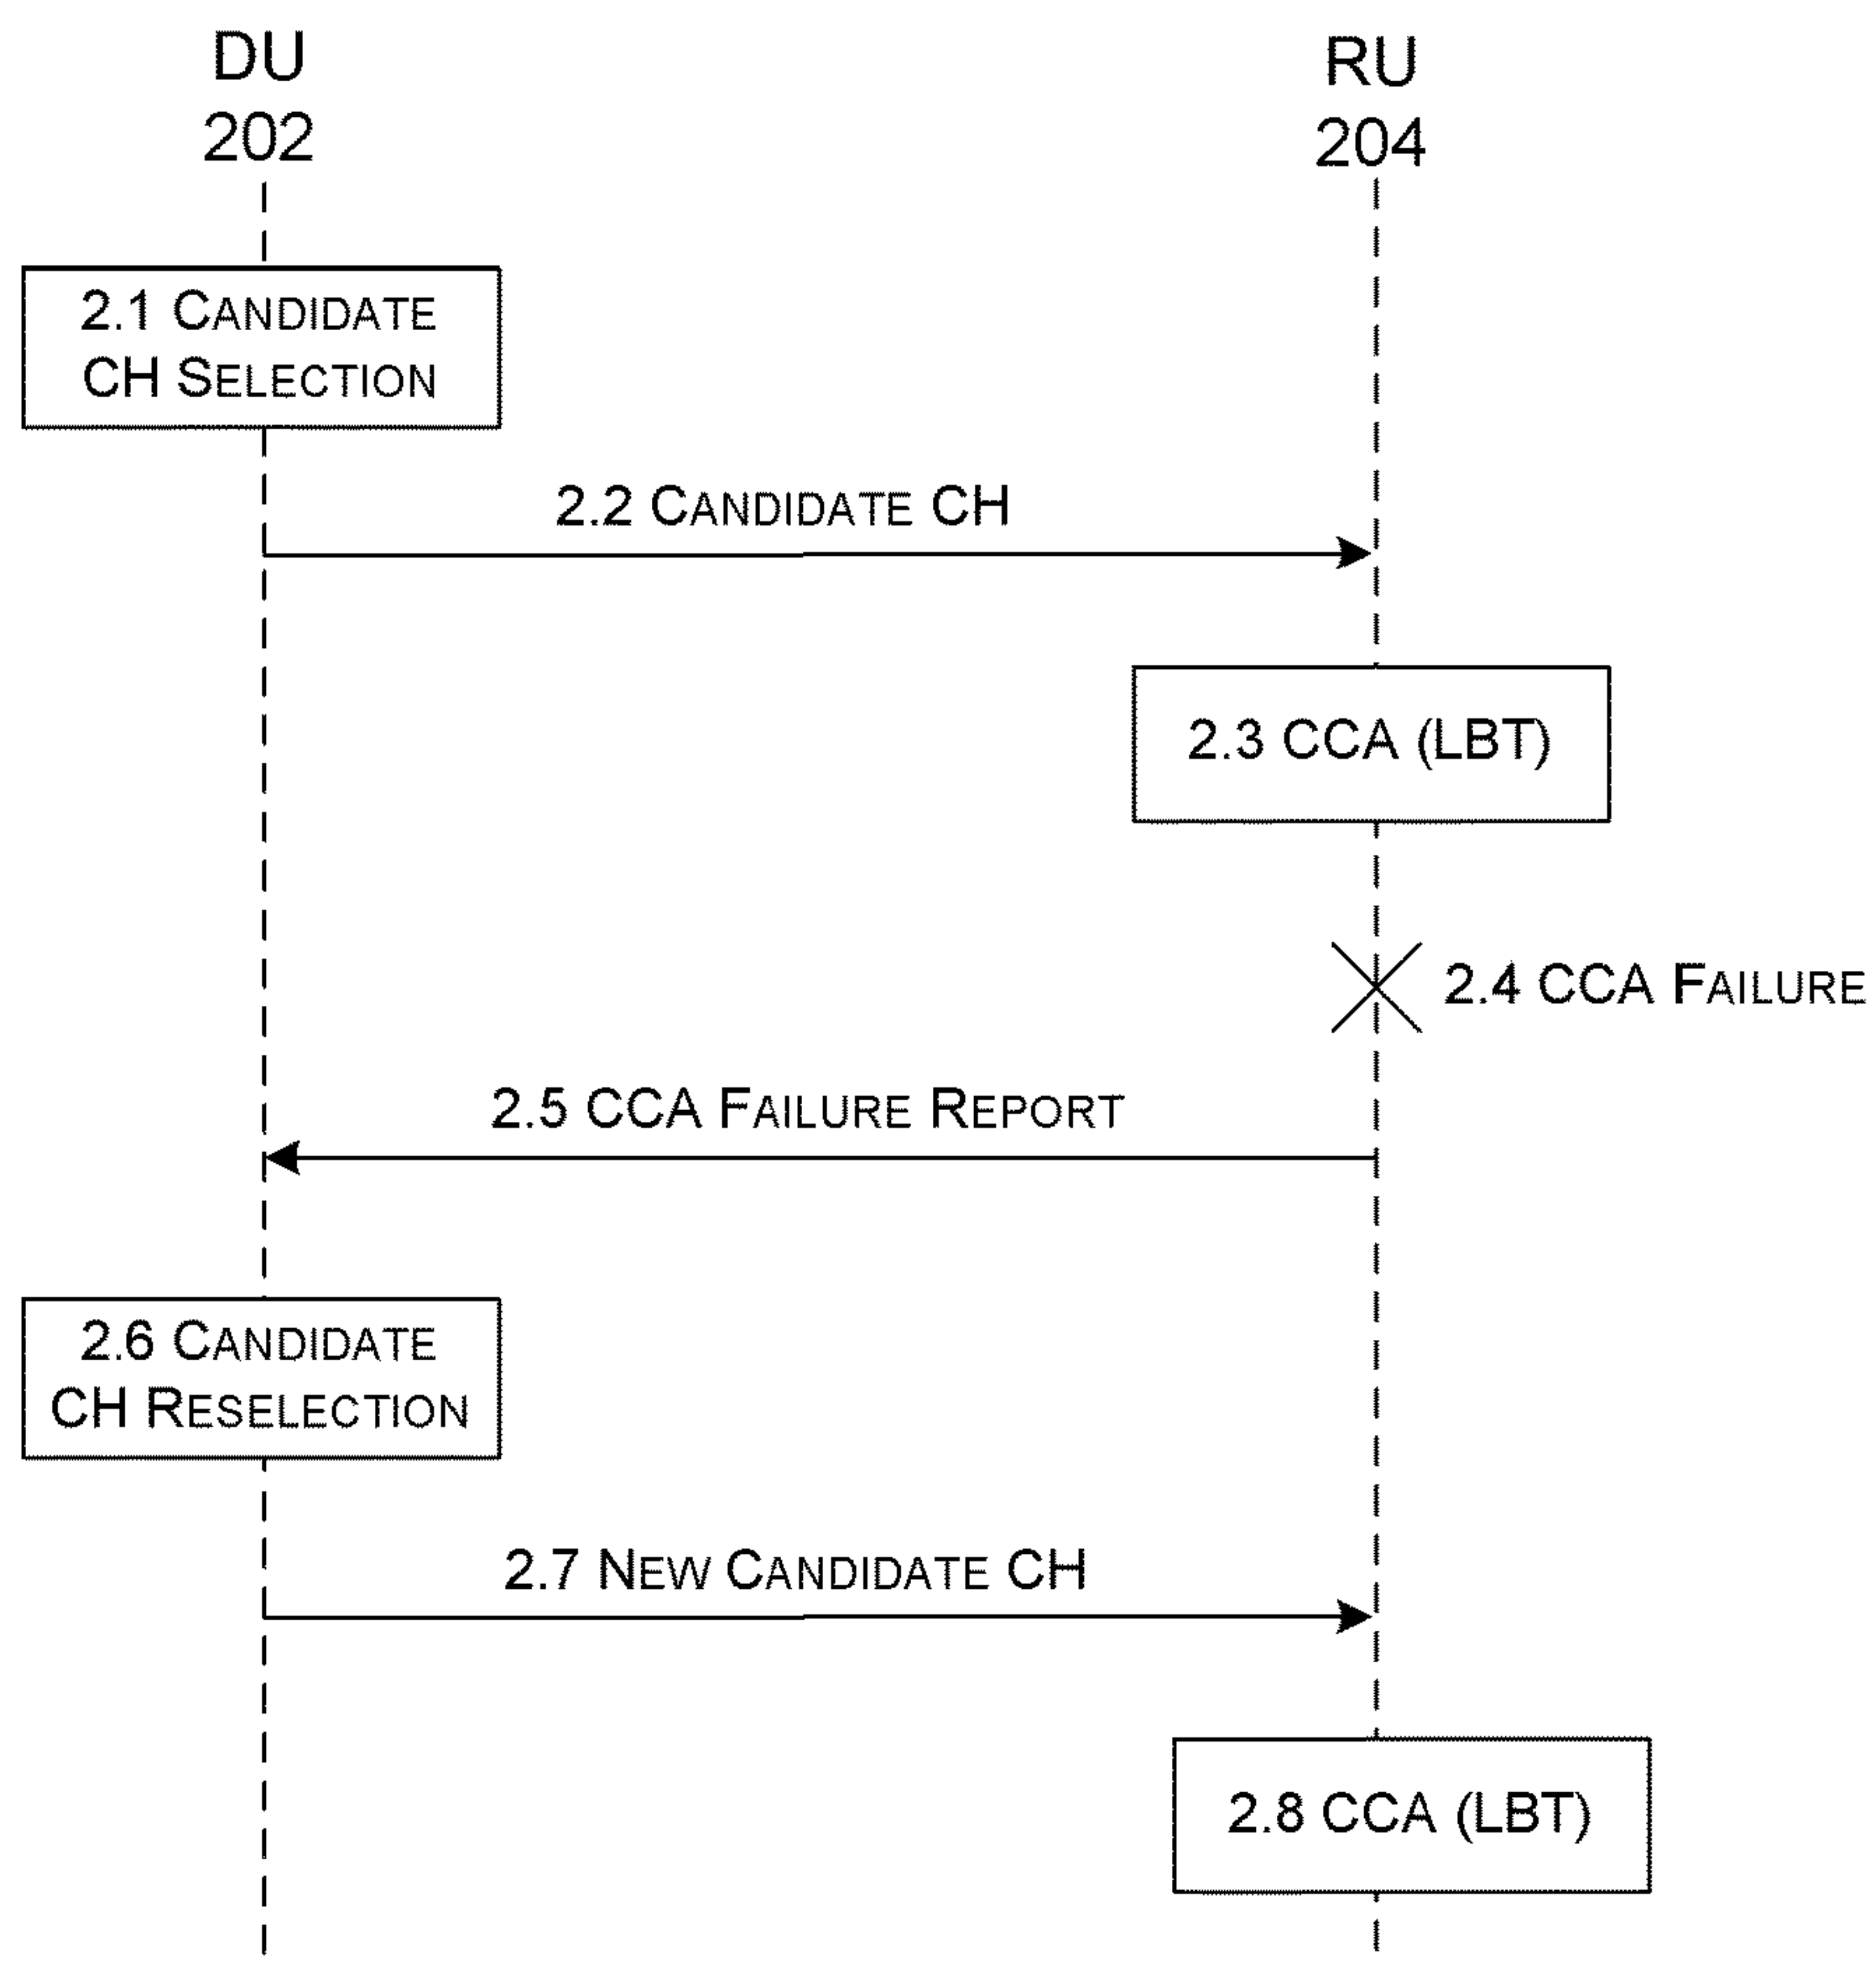 DU
202
RU
204
2.1 CANDIDATE
CH SELECTION
2.2 CANDIDATE CH
2.3 CCA (LBT)
2.4 CCA FAILURE
2.5 CCA FAILURE REPORT
2.6 CANDIDATE
CH RESELECTION
2.7 NEW CANDIDATE CH
2.8 CCA (LBT)